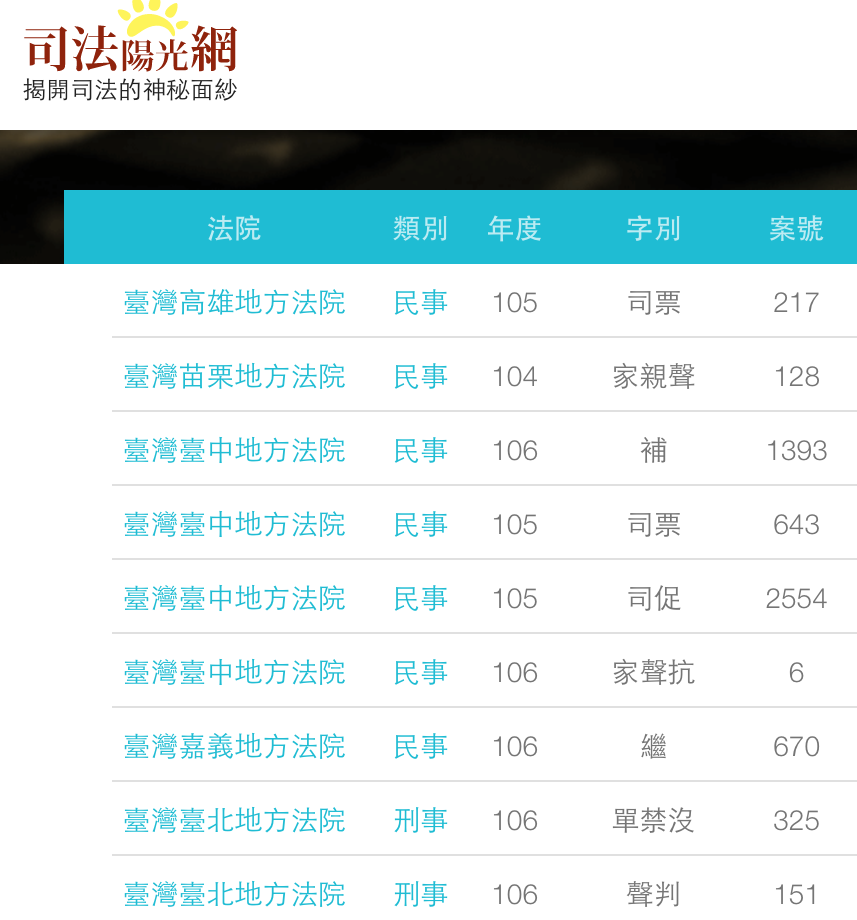 司法陽光網
揭開司法的神秘面紗
法院 類別 年度 字別 案號
臺灣高雄地方法院 民事 105 司票 217
臺灣苗栗地方法院 民事 104 家親聲 128
臺灣臺中地方法院 民事 106 補 1393
臺灣臺中地方法院 民事 105 司票 643
臺灣臺中地方法院 民事 105 司促 2554
臺灣臺中地方法院 民事 106 家聲抗 6
臺灣嘉義地方法院 民事 106 繼 670
臺灣臺北地方法院 刑事 106 單禁沒 325
臺灣臺北地方法院 刑事 106 聲判 151